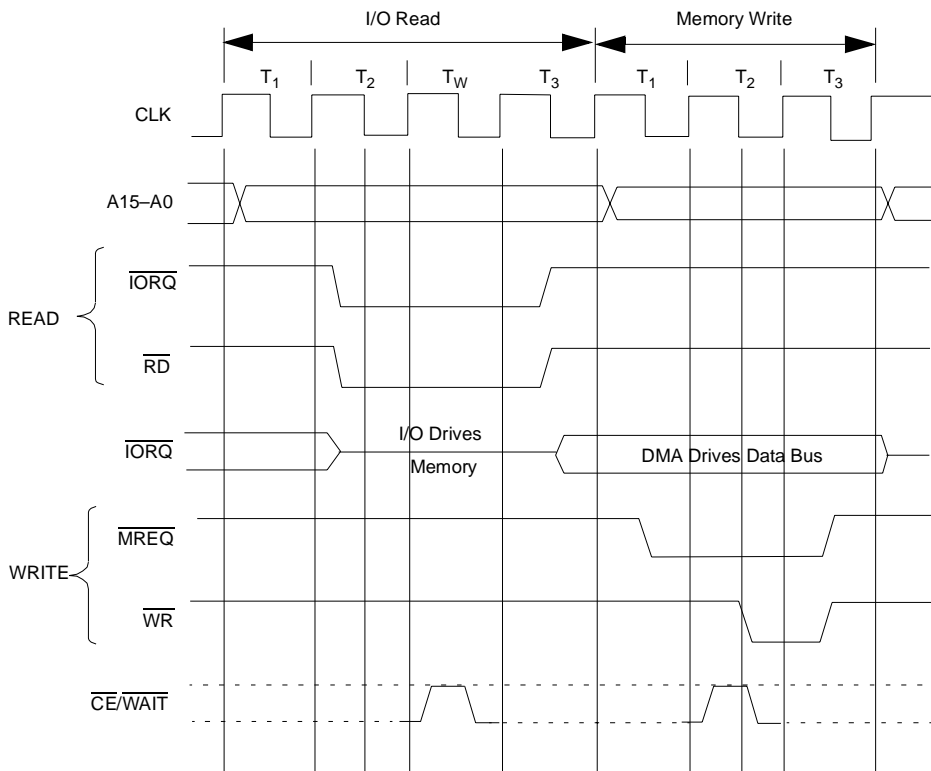 I/O Read Memory Write
T1 T2 TW T3 T1 T2 T3
CLK
A15–A0
IORQ
READ
RD
IORQ I/O Drives Memory DMA Drives Data Bus
MREQ
WRITE
WR
CE/WAIT